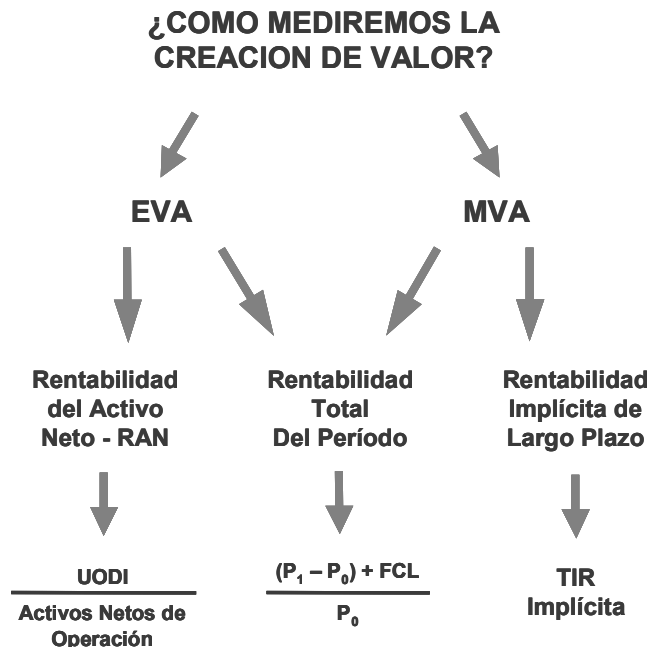 ¿COMO MEDIREMOS LA
CREACION DE VALOR?
EVA
MVA
Rentabilidad
del Activo
Neto - RAN
Rentabilidad
Total
Del Período
Rentabilidad
Implícita de
Largo Plazo
UODI
Activos Netos de
Operación
(P₁ – P₀) + FCL
P₀
TIR
Implícita